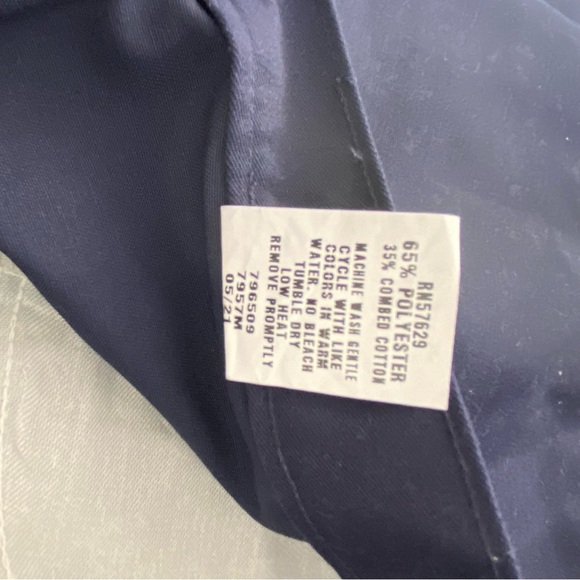 RN57629
65% POLYESTER
35% COMBED COTTON
MACHINE WASH GENTLE
CYCLE WITH LIKE
COLORS IN WARM
WATER. NO BLEACH
TUMBLE DRY
LOW HEAT
REMOVE PROMPTLY
796509
7957M
05/21